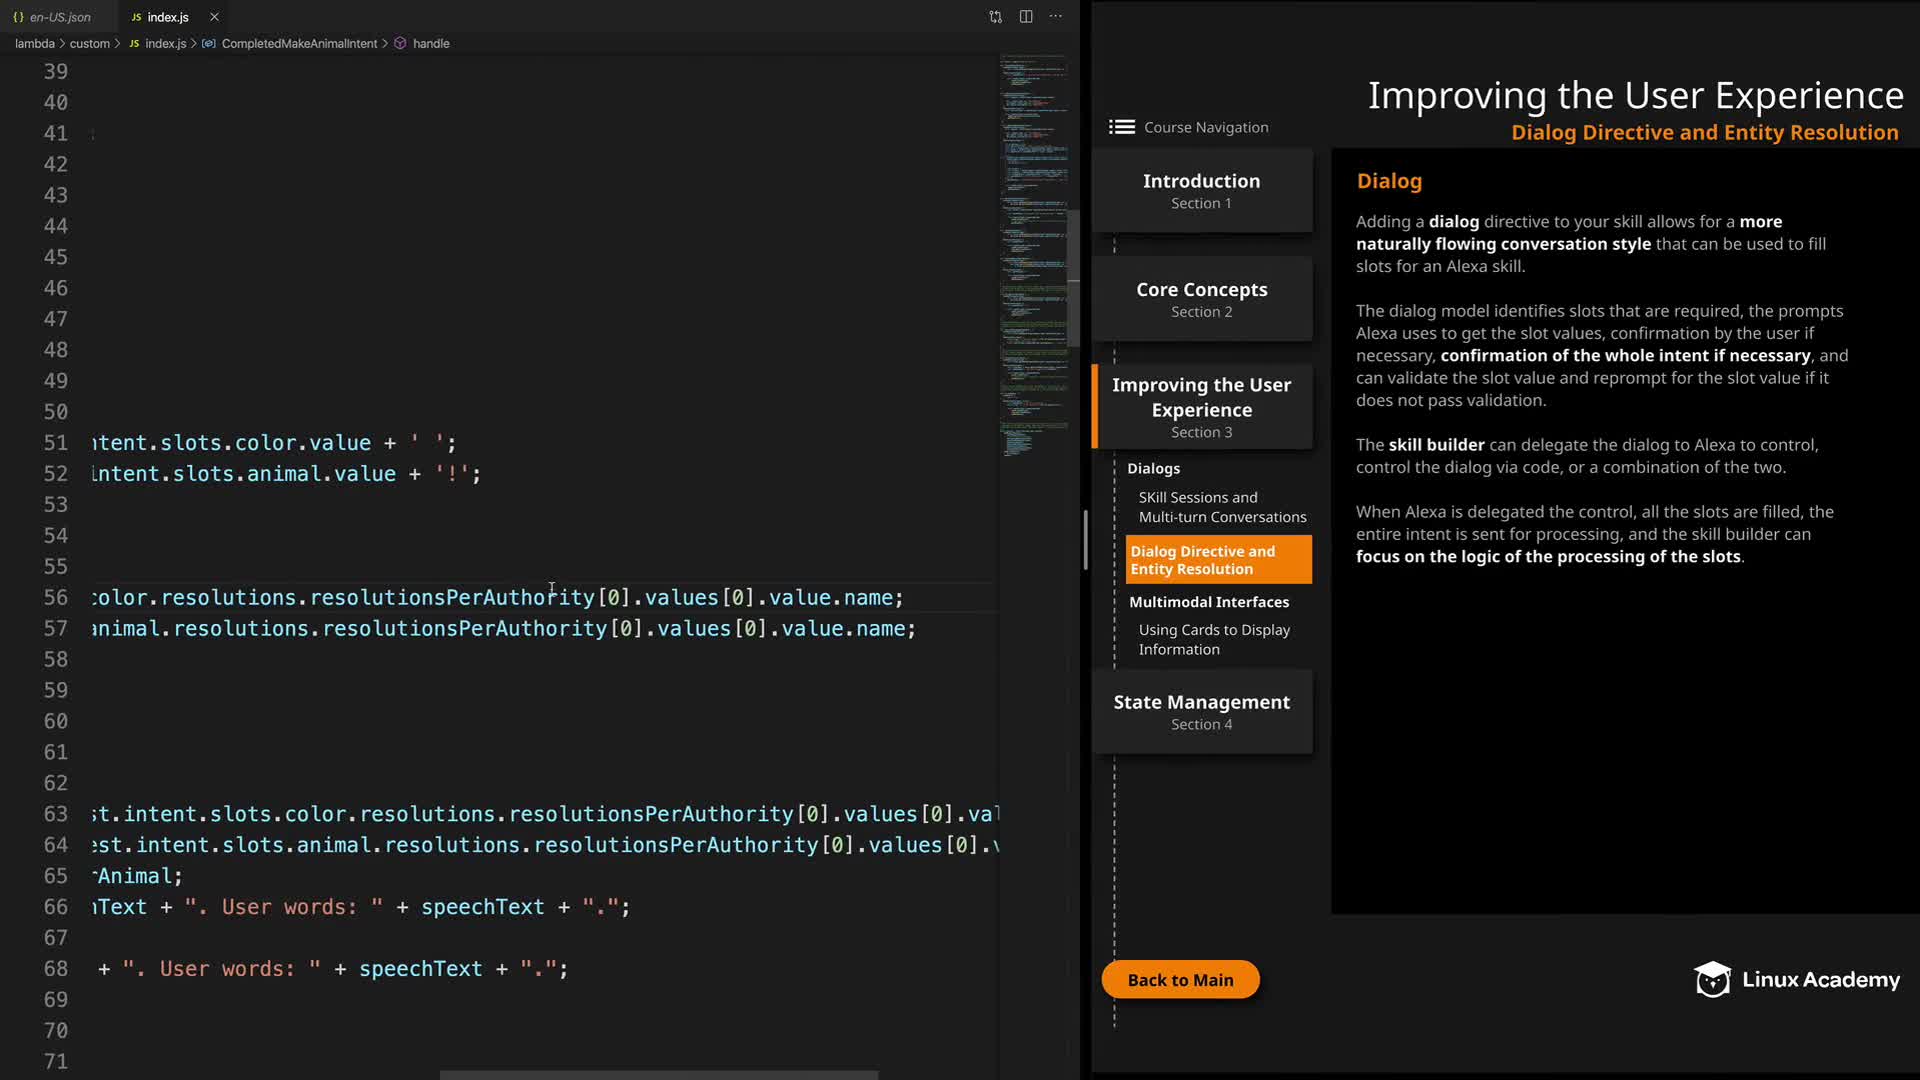 {} en-US.json
JS index.js
lambda > custom > JS index.js > CompletedMakeAnimalIntent > handle
39
40
41
42
43
44
45
46
47
48
49
50
51 ntent.slots.color.value + ' ';
52 intent.slots.animal.value + '!';
53
54
55
56 color.resolutions.resolutionsPerAuthority[0].values[0].value.name;
57 animal.resolutions.resolutionsPerAuthority[0].values[0].value.name;
58
59
60
61
62
63 st.intent.slots.color.resolutions.resolutionsPerAuthority[0].values[0].val
64 est.intent.slots.animal.resolutions.resolutionsPerAuthority[0].values[0].v
65 rAnimal;
66 hText + ". User words: " + speechText + ".";
67
68 + ". User words: " + speechText + ".";
69
70
71
Improving the User Experience
Dialog Directive and Entity Resolution
Course Navigation
Introduction
Section 1
Core Concepts
Section 2
Improving the User
Experience
Section 3
Dialogs
SKill Sessions and
Multi-turn Conversations
Dialog Directive and
Entity Resolution
Multimodal Interfaces
Using Cards to Display
Information
State Management
Section 4
Back to Main
Dialog
Adding a dialog directive to your skill allows for a more
naturally flowing conversation style that can be used to fill
slots for an Alexa skill.
The dialog model identifies slots that are required, the prompts
Alexa uses to get the slot values, confirmation by the user if
necessary, confirmation of the whole intent if necessary, and
can validate the slot value and reprompt for the slot value if it
does not pass validation.
The skill builder can delegate the dialog to Alexa to control,
control the dialog via code, or a combination of the two.
When Alexa is delegated the control, all the slots are filled, the
entire intent is sent for processing, and the skill builder can
focus on the logic of the processing of the slots.
Linux Academy